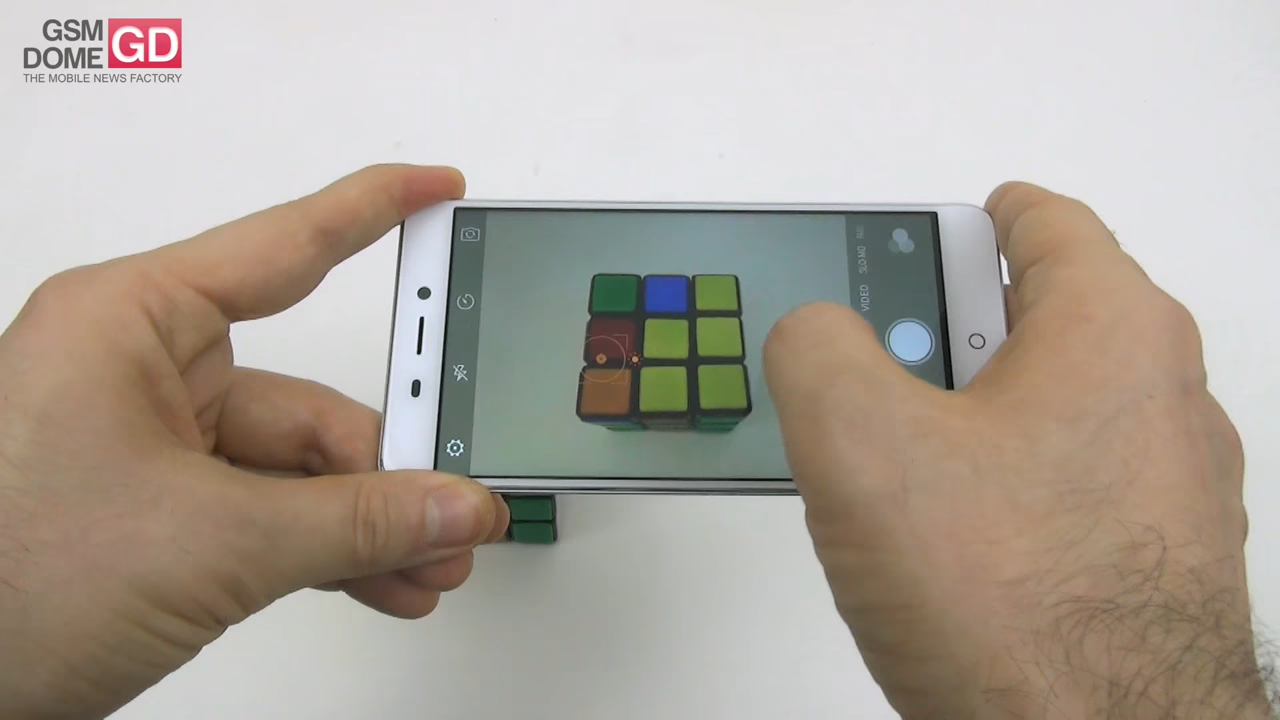 GSM
DOME GD
THE MOBILE NEWS FACTORY
SLO MO
VIDEO